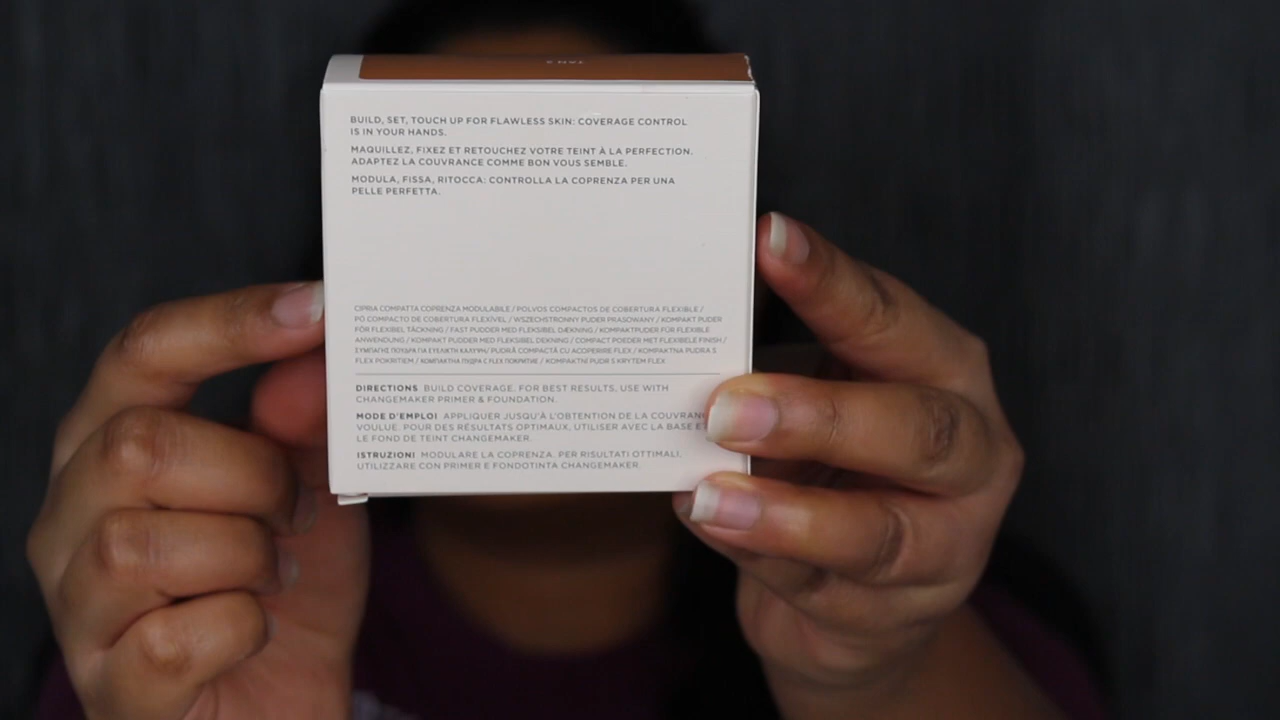 BUILD, SET, TOUCH UP FOR FLAWLESS SKIN: COVERAGE CONTROL
IS IN YOUR HANDS.
MAQUILLEZ, FIXEZ ET RETOUCHEZ VOTRE TEINT À LA PERFECTION.
ADAPTEZ LA COUVRANCE COMME BON VOUS SEMBLE.
MODULA, FISSA, RITOCCA: CONTROLLA LA COPRENZA PER UNA
PELLE PERFETTA.
CIPRIA COMPATTA COPRENZA MODULABILE / POLVOS COMPACTOS DE COBERTURA FLEXIBLE /
PÓ COMPACTO DE COBERTURA FLEXÍVEL / WSZECHSTRONNY PUDER PRASOWANY / KOMPAKT PUDER
FÖR FLEXIBEL TÄCKNING / FAST PUDDER MED FLEKSIBEL DÆKNING / KOMPAKTPUDER FÜR FLEXIBLE
ANWENDUNG / KOMPAKT PUDDER MED FLEKSIBEL DEKNING / COMPACT POEDER MET FLEXIBELE FINISH /
ΣΥΜΠΑΓΗΣ ΠΟΥΔΡΑ ΓΙΑ ΕΥΕΛΙΚΤΗ ΚΑΛΥΨΗ / PUDRĂ COMPACTĂ CU ACOPERIRE FLEX / KOMPAKTNA PUDRA S
FLEX POKRITIEM / КОМПАКТНА ПУДРА С FLEX ПОКРИТИЕ / KOMPAKTNI PUDR S KRYTEM FLEX
DIRECTIONS BUILD COVERAGE. FOR BEST RESULTS, USE WITH
CHANGEMAKER PRIMER & FOUNDATION.
MODE D'EMPLOI APPLIQUER JUSQU'À L'OBTENTION DE LA COUVRAN
VOULUE. POUR DES RÉSULTATS OPTIMAUX, UTILISER AVEC LA BASE ET
LE FOND DE TEINT CHANGEMAKER.
ISTRUZIONI MODULARE LA COPRENZA. PER RISULTATI OTTIMALI,
UTILIZZARE CON PRIMER E FONDOTINTA CHANGEMAKER.